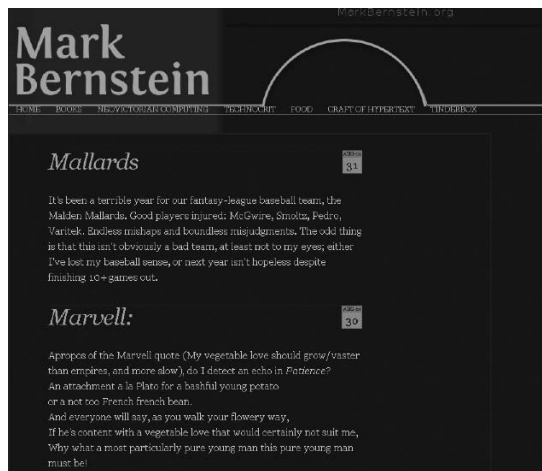 MarkBernstein.org
Mark
Bernstein
HOME BOOKS NEOVICTORIAN COMPUTING TECHNOCRIT FOOD CRAFT OF HYPERTEXT TINDERBOX
Mallards
31
It's been a terrible year for our fantasy-league baseball team, the
Malden Mallards. Good players injured: McGwire, Smoltz, Pedro,
Varitek. Endless mishaps and boundless misjudgments. The odd thing
is that this isn't obviously a bad team, at least not to my eyes; either
I've lost my baseball sense, or next year isn't hopeless despite
finishing 10+ games out.
Marvell:
30
Apropos of the Marvell quote (My vegetable love should grow/vaster
than empires, and more slow), do I detect an echo in Patience?
An attachment a la Plato for a bashful young potato
or a not too French french bean.
And everyone will say, as you walk your flowery way,
If he's content with a vegetable love that would certainly not suit me,
Why what a most particularly pure young man this pure young man
must be!